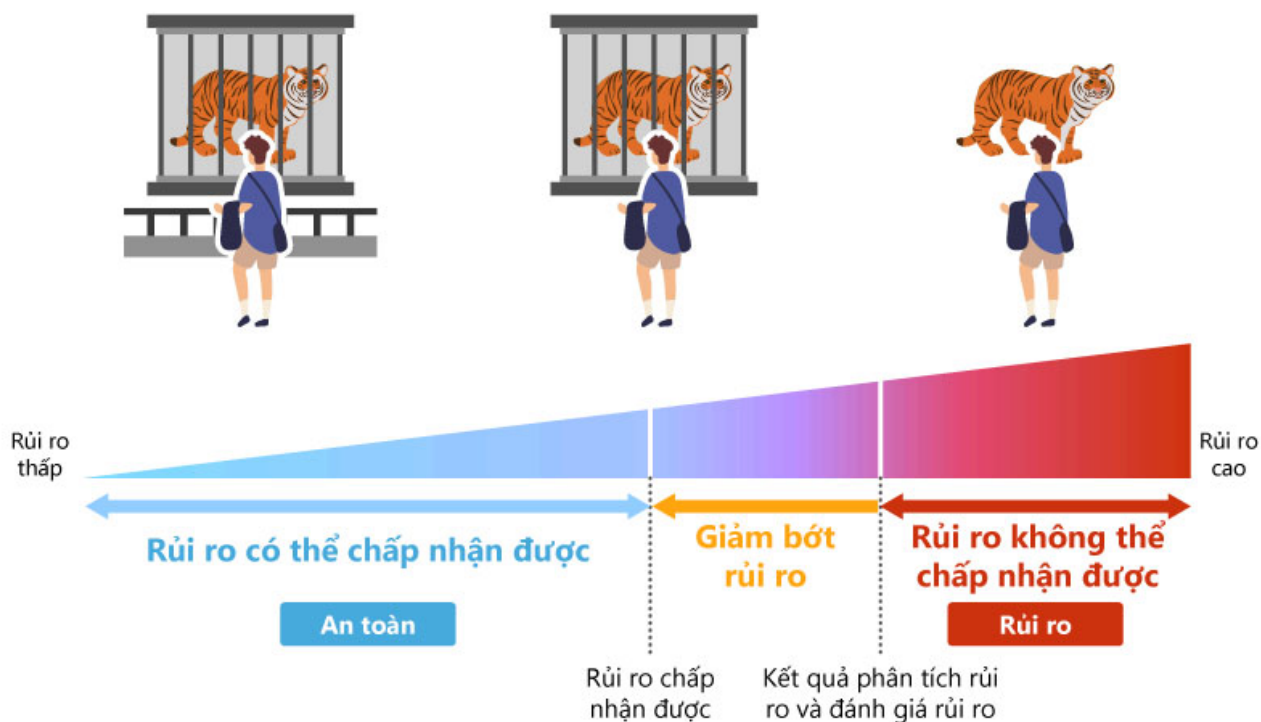 Rủi ro
thấp
Rủi ro
cao
Rủi ro có thể chấp nhận được
Giảm bớt
rủi ro
Rủi ro không thể
chấp nhận được
An toàn
Rủi ro
Rủi ro chấp
nhận được
Kết quả phân tích rủi
ro và đánh giá rủi ro